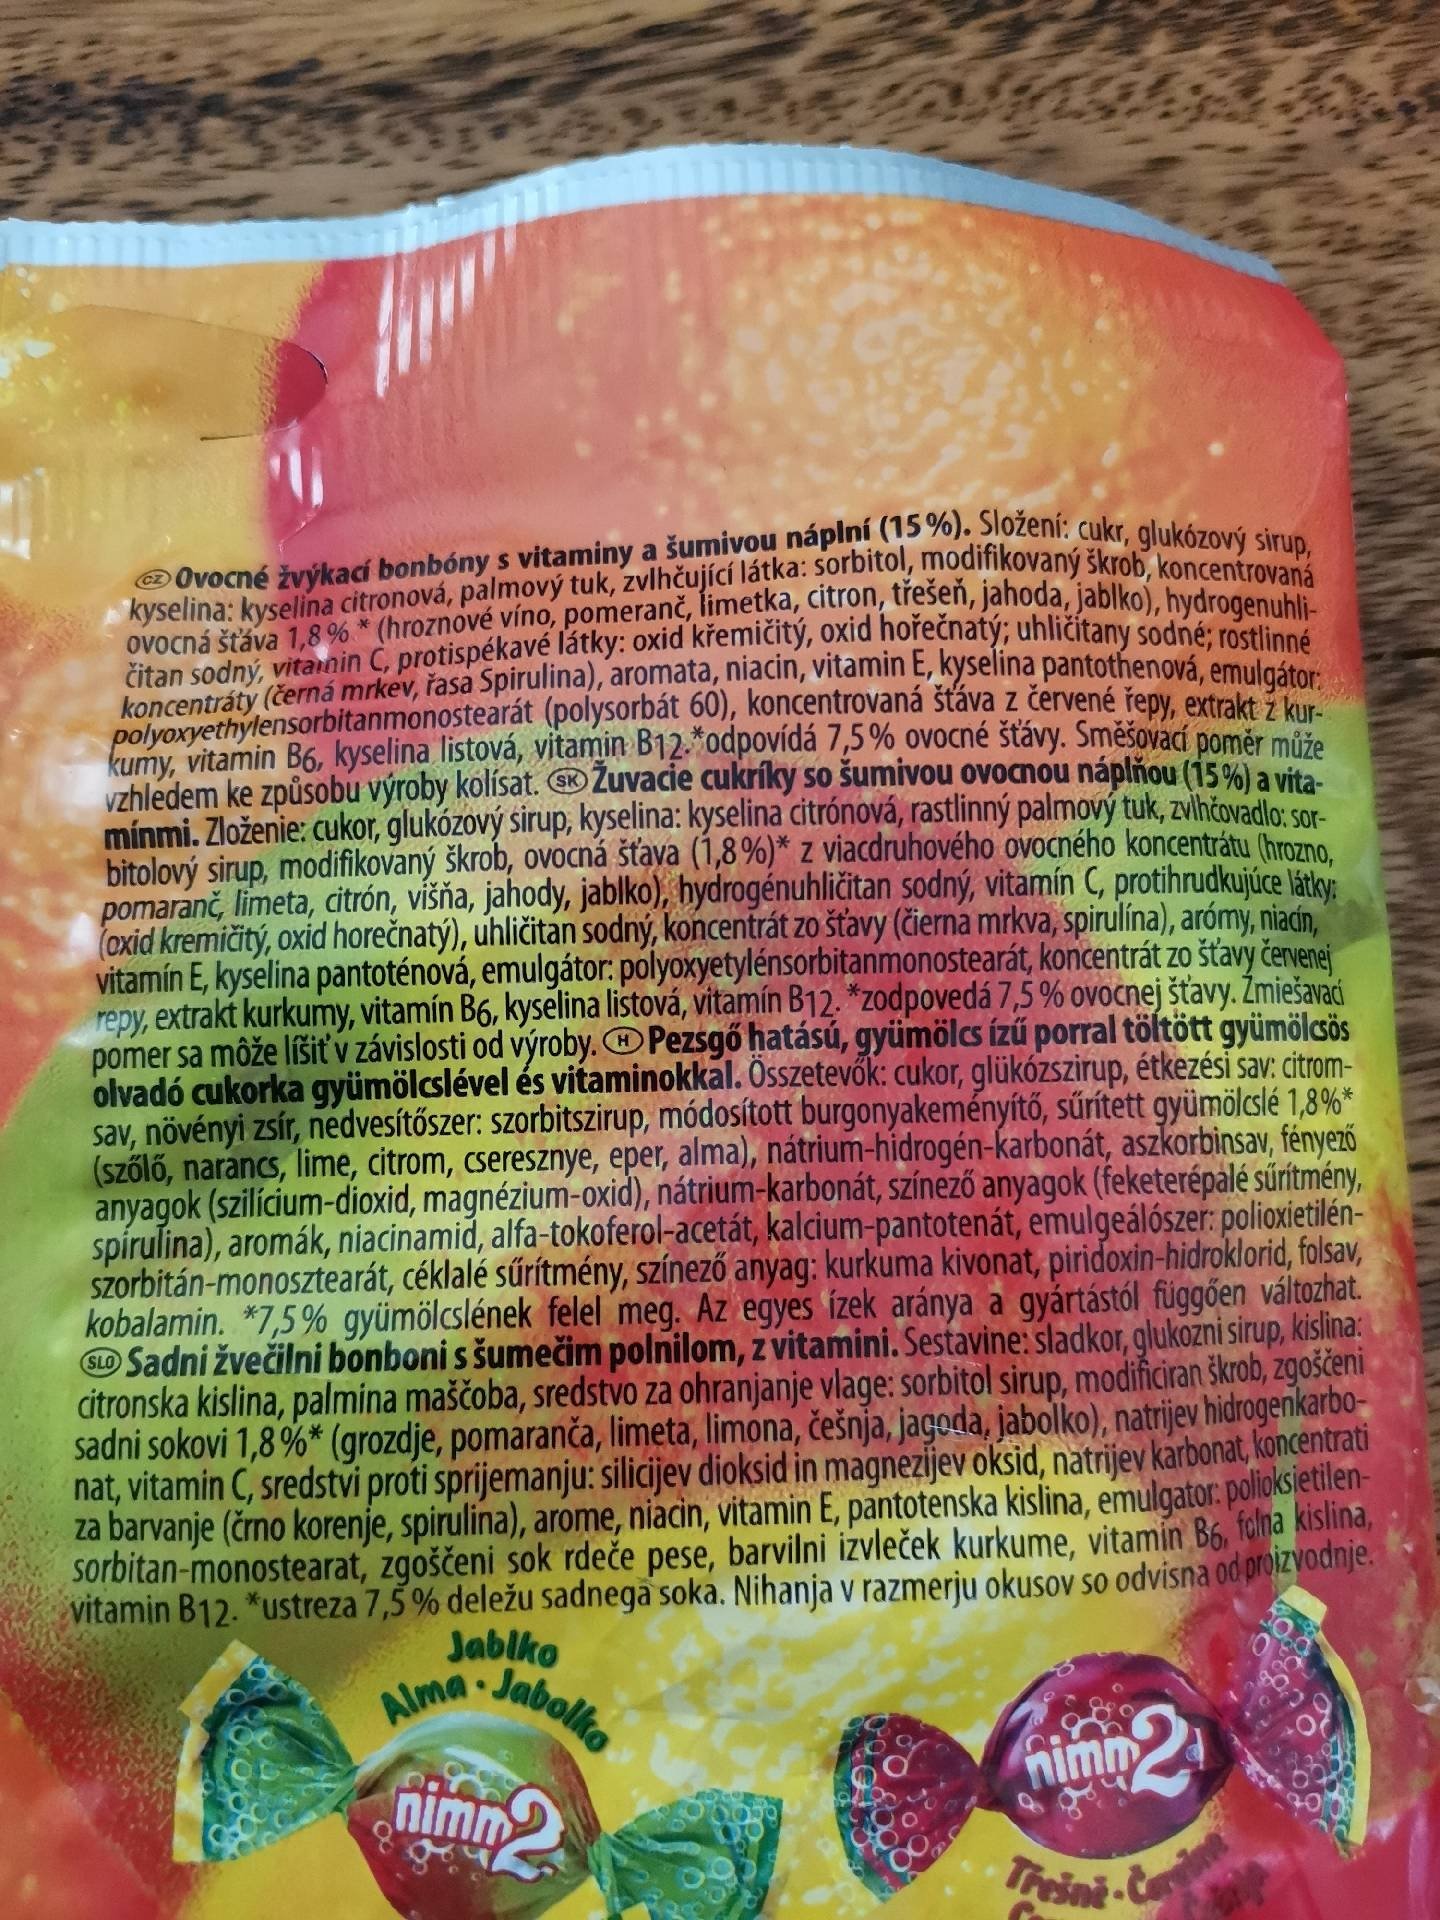 CZ Ovocné žvýkací bonbóny s vitaminy a šumivou náplní (15%). Složení: cukr, glukózový sirup,
kyselina: kyselina citronová, palmový tuk, zvlhčující látka: sorbitol, modifikovaný škrob, koncentrovaná
ovocná šťáva 1,8% * (hroznové víno, pomeranč, limetka, citron, třešeň, jahoda, jablko), hydrogenuhli-
čitan sodný, vitamin C, protispékavé látky: oxid křemičitý, oxid hořečnatý; uhličitany sodné; rostlinné
koncentráty (černá mrkev, řasa Spirulina), aromata, niacin, vitamin E, kyselina pantothenová, emulgátor:
polyoxyethylensorbitanmonostearát (polysorbát 60), koncentrovaná šťáva z červené řepy, extrakt z kur-
kumy, vitamin B6, kyselina listová, vitamin B12.*odpovídá 7,5% ovocné šťávy. Směšovací poměr může
vzhledem ke způsobu výroby kolísat. SK Žuvacie cukríky so šumivou ovocnou náplňou (15%) a vita-
mínmi. Zloženie: cukor, glukózový sirup, kyselina: kyselina citrónová, rastlinný palmový tuk, zvlhčovadlo: sor-
bitolový sirup, modifikovaný škrob, ovocná šťava (1,8%)* z viacdruhového ovocného koncentrátu (hrozno,
pomaranč, limeta, citrón, višňa, jahody, jablko), hydrogénuhličitan sodný, vitamín C, protihrudkujúce látky:
(oxid kremičitý, oxid horečnatý), uhličitan sodný, koncentrát zo šťavy (čierna mrkva, spirulína), arómy, niacín,
vitamín E, kyselina pantoténová, emulgátor: polyoxyetylénsorbitanmonostearát, koncentrát zo šťavy červenej
repy, extrakt kurkumy, vitamín B6, kyselina listová, vitamín B12. *zodpovedá 7,5% ovocnej šťavy. Zmiešavací
pomer sa môže líšiť v závislosti od výroby. H Pezsgő hatású, gyümölcs ízű porral töltött gyümölcsös
olvadó cukorka gyümölcslével és vitaminokkal. Összetevők: cukor, glükózszirup, étkezési sav: citrom-
sav, növényi zsír, nedvesítőszer: szorbitszirup, módosított burgonyakeményítő, sűrített gyümölcslé 1,8%*
(szőlő, narancs, lime, citrom, cseresznye, eper, alma), nátrium-hidrogén-karbonát, aszkorbinsav, fényező
anyagok (szilícium-dioxid, magnézium-oxid), nátrium-karbonát, színező anyagok (feketerépalé sűrítmény,
spirulina), aromák, niacinamid, alfa-tokoferol-acetát, kalcium-pantotenát, emulgeálószer: polioxietilén-
szorbitán-monosztearát, céklalé sűrítmény, színező anyag: kurkuma kivonat, piridoxin-hidroklorid, folsav,
kobalamin. *7,5% gyümölcslének felel meg. Az egyes ízek aránya a gyártástól függően változhat.
SLO Sadni žvečilni bonboni s šumečim polnilom, z vitamini. Sestavine: sladkor, glukozni sirup, kislina:
citronska kislina, palmina maščoba, sredstvo za ohranjanje vlage: sorbitol sirup, modificiran škrob, zgoščeni
sadni sokovi 1,8%* (grozdje, pomaranča, limeta, limona, češnja, jagoda, jabolko), natrijev hidrogenkarbo-
nat, vitamin C, sredstvi proti sprijemanju: silicijev dioksid in magnezijev oksid, natrijev karbonat, koncentrati
za barvanje (črno korenje, spirulina), arome, niacin, vitamin E, pantotenska kislina, emulgator: polioksietilen-
sorbitan-monostearat, zgoščeni sok rdeče pese, barvilni izvleček kurkume, vitamin B6, folna kislina,
vitamin B12. *ustreza 7,5% deležu sadnega soka. Nihanja v razmerju okusov so odvisna od proizvodnje.
Jablko
Alma · Jabolko
nimm2
nimm2
Třešně